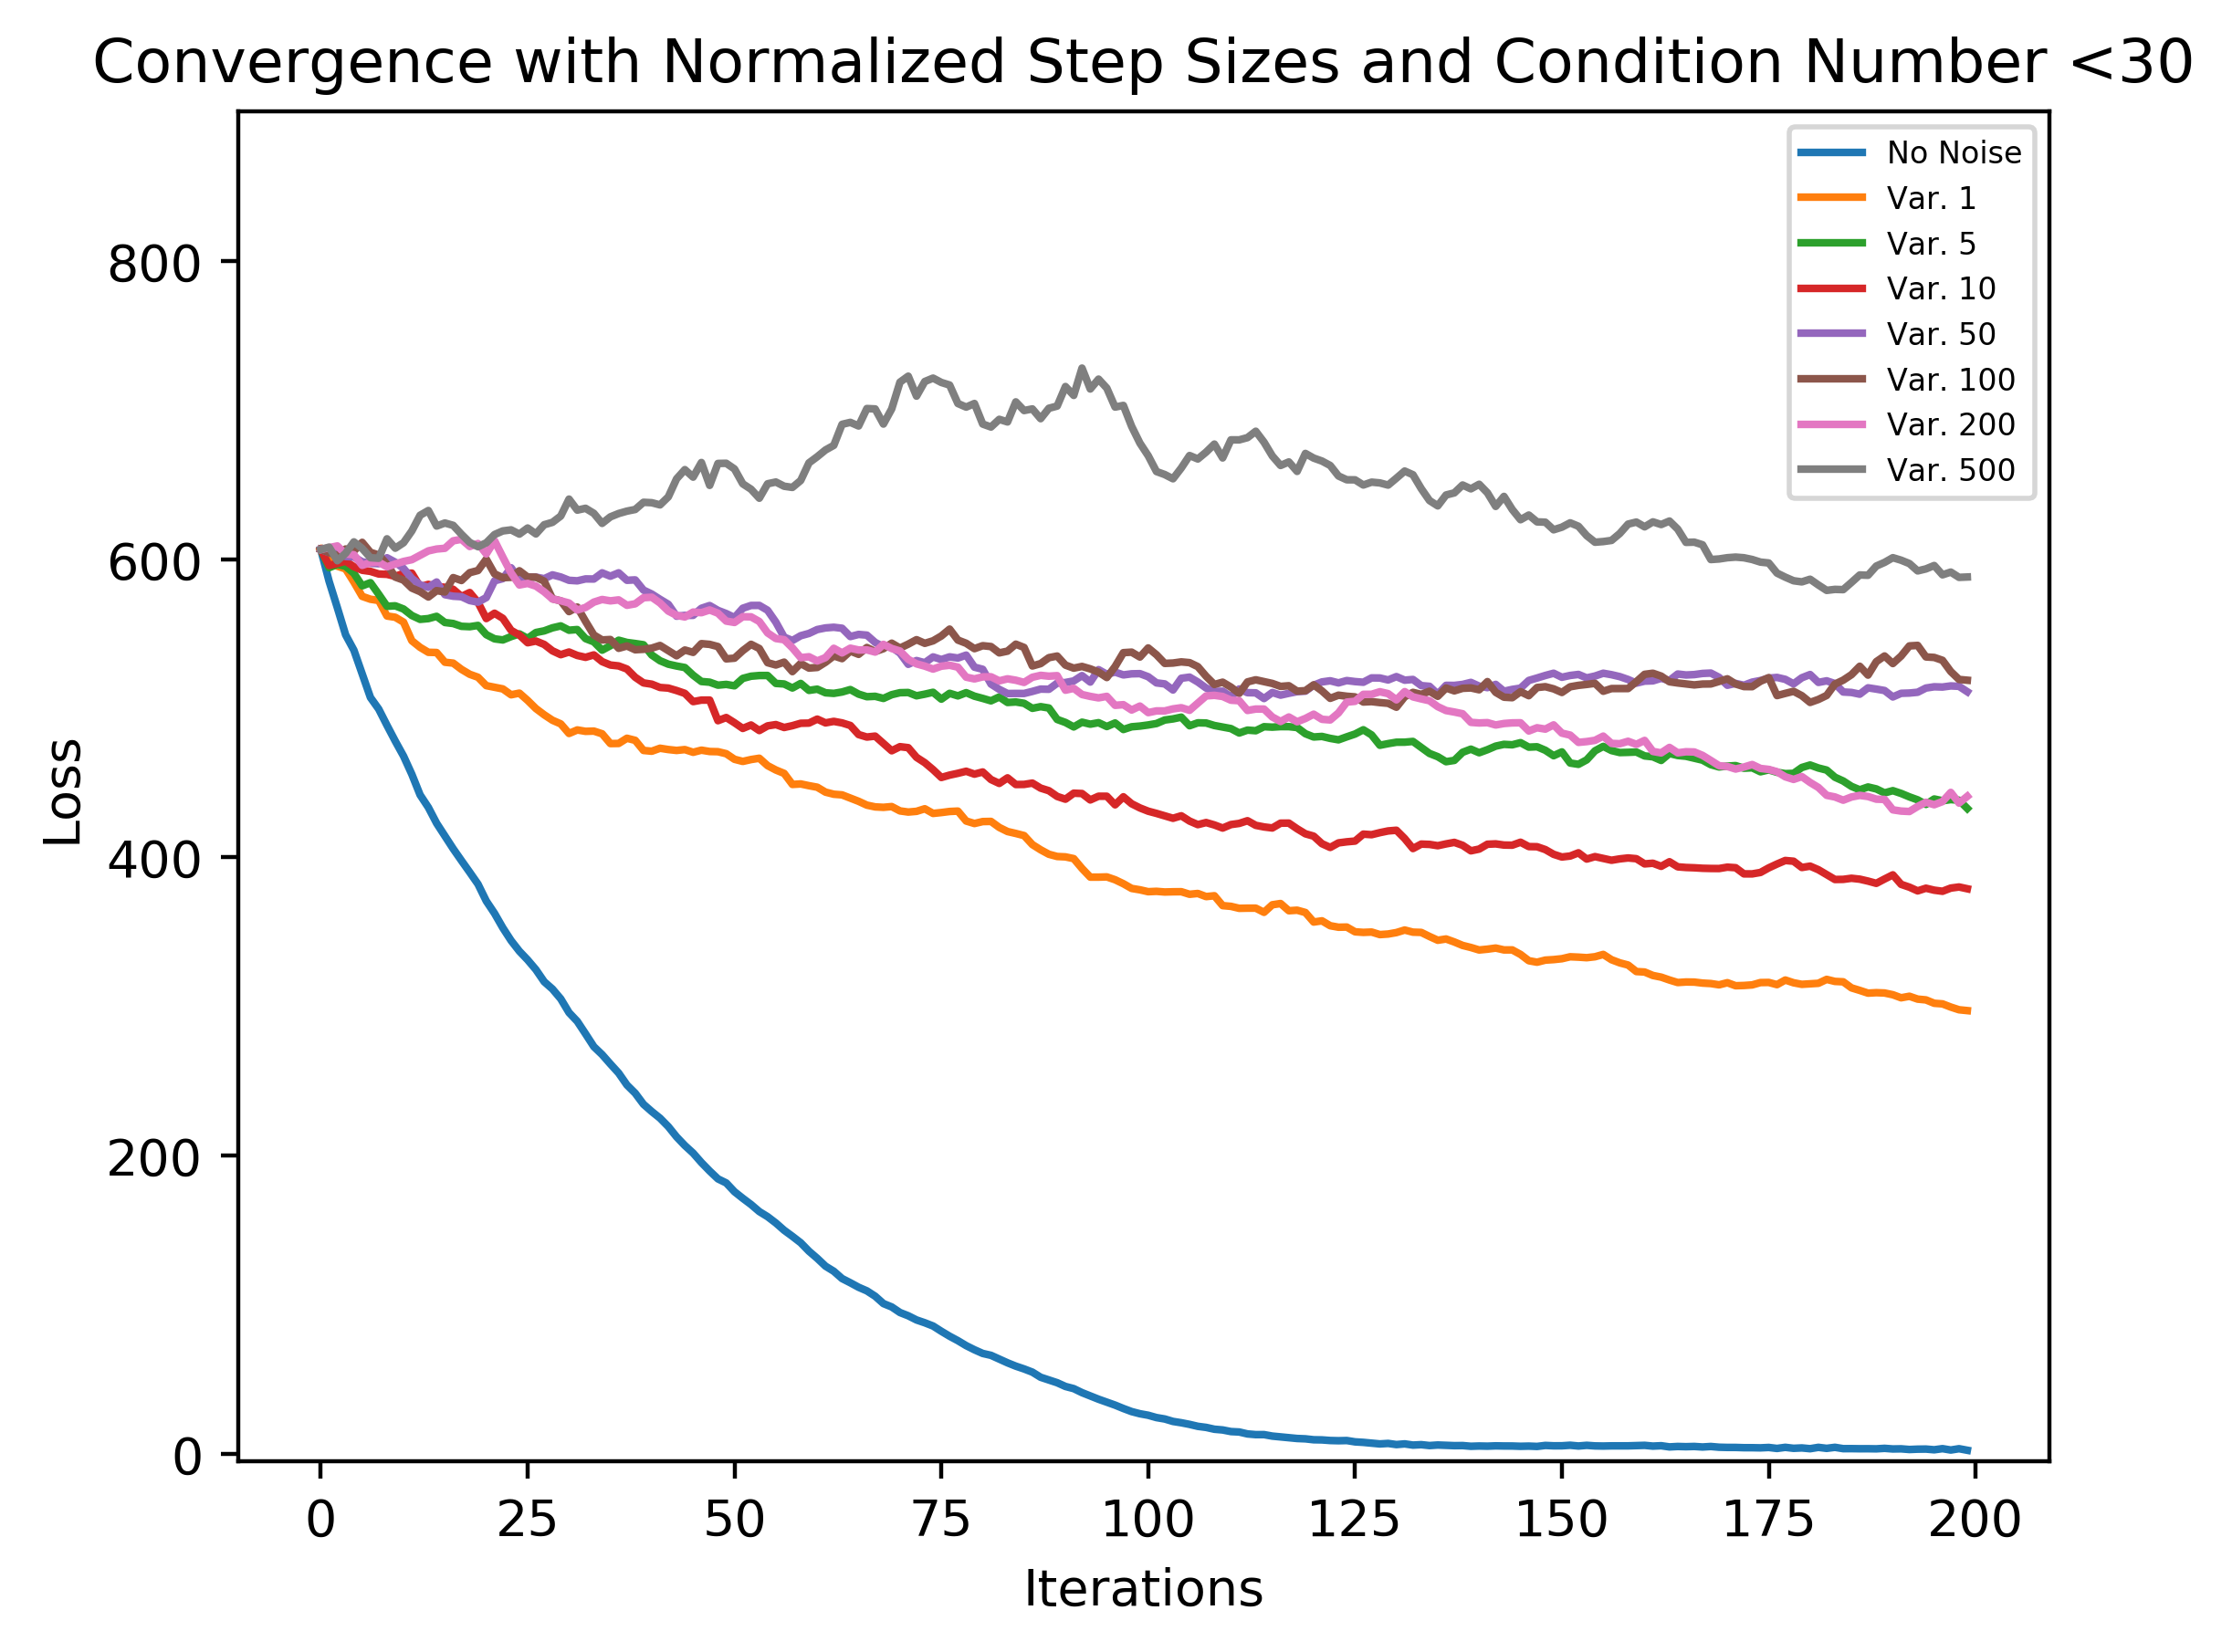 Convergence with Normalized Step Sizes and Condition Number <30
No Noise
Var. 1
Var. 5
Var. 10
Var. 50
Var. 100
Var. 200
Var. 500
800
600
400
200
0
Loss
0 25 50 75 100 125 150 175 200
Iterations